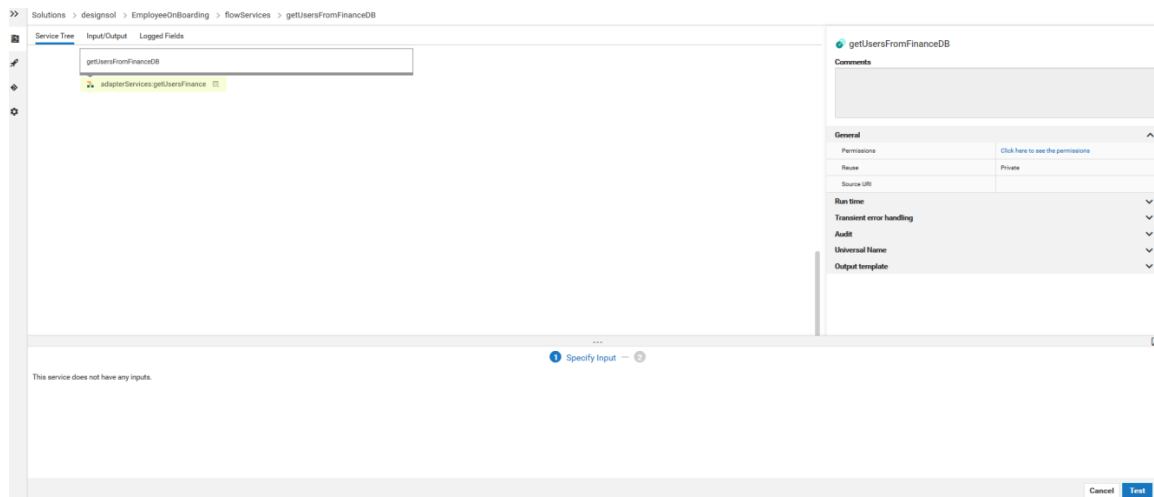 Solutions > designsol > EmployeeOnBoarding > flowServices > getUsersFromFinanceDB
Service Tree Input/Output Logged Fields
getUsersFromFinanceDB
adapterServices:getUsersFinance
getUsersFromFinanceDB
Comments
General
Permissions Click here to see the permissions
Reuse Private
Source URI
Run time
Transient error handling
Audit
Universal Name
Output template
1 Specify Input — 2
This service does not have any inputs.
Cancel Test